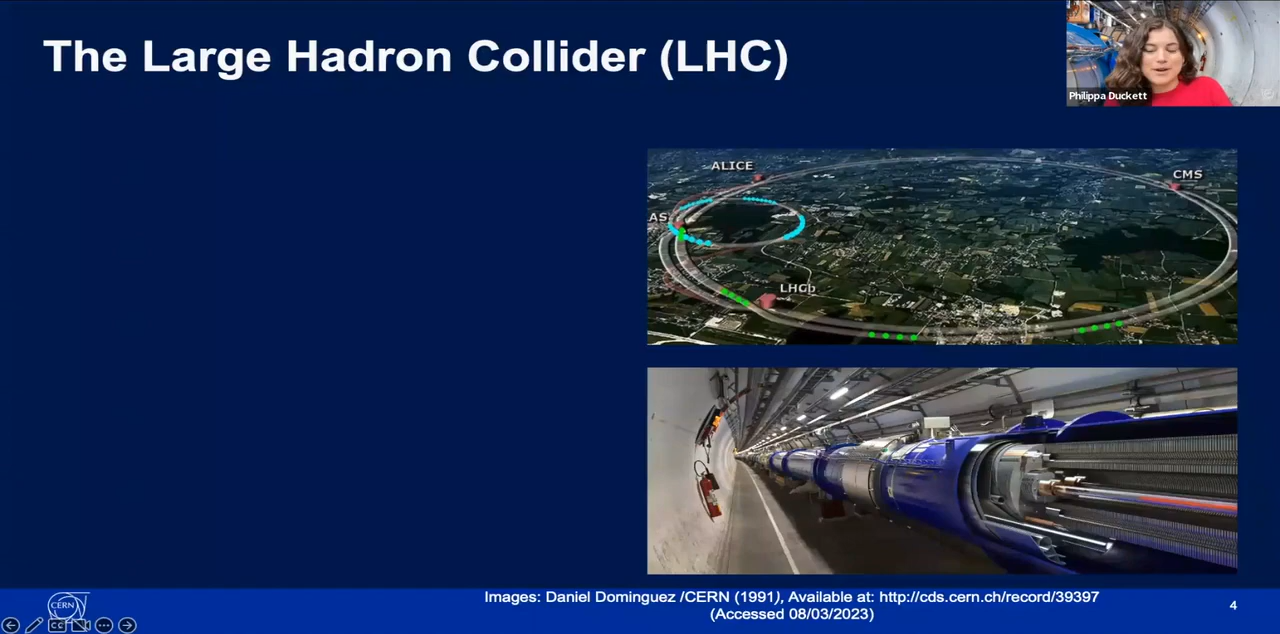 The Large Hadron Collider (LHC)
Philippa Duckett
ALICE
CMS
AS
LHCb
Images: Daniel Dominguez /CERN (1991), Available at: http://cds.cern.ch/record/39397
(Accessed 08/03/2023)
4
CERN
CC